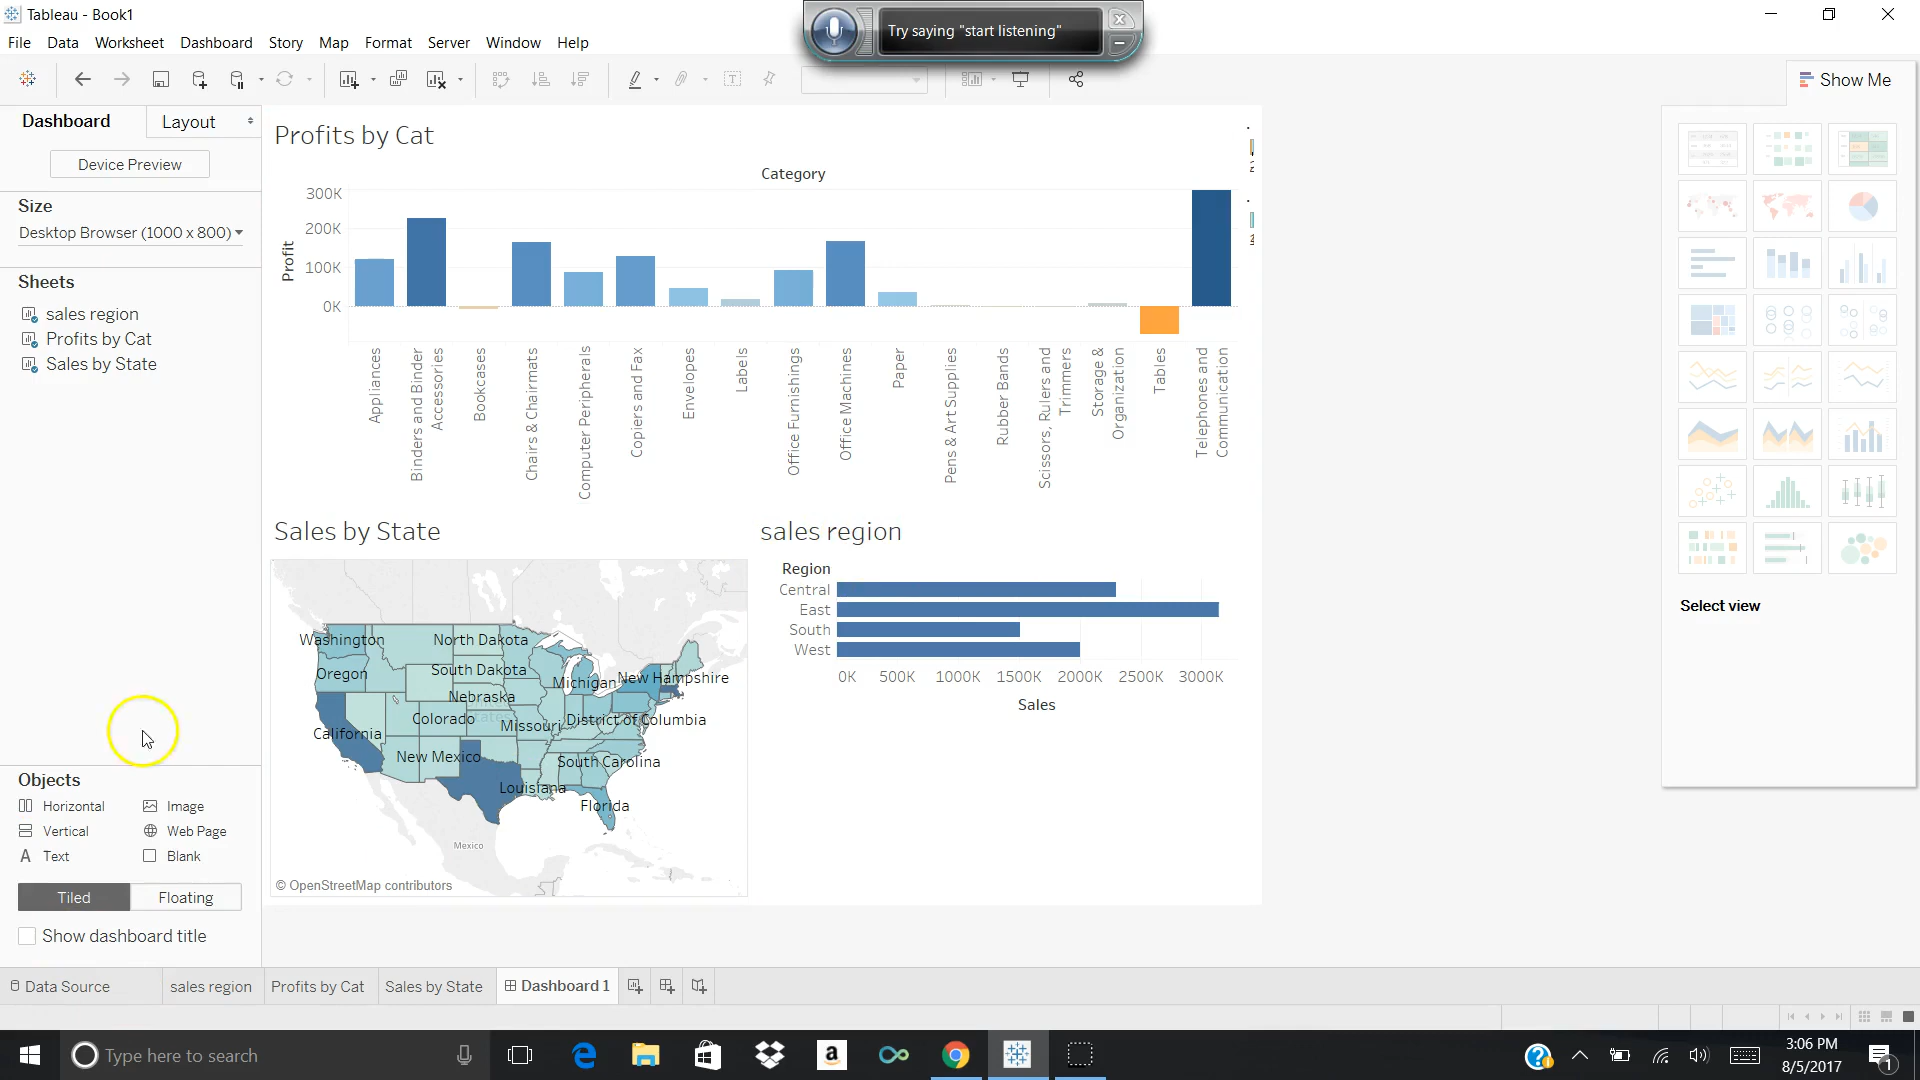 Tableau - Book1
Try saying "start listening"
File Data Worksheet Dashboard Story Map Format Server Window Help
Show Me
Dashboard Layout
Device Preview
Size
Desktop Browser (1000 x 800)
Sheets
sales region
Profits by Cat
Sales by State
Profits by Cat
Category
Profit
300K
200K
100K
0K
Appliances
Binders and Binder
Accessories
Bookcases
Chairs & Chairmats
Computer Peripherals
Copiers and Fax
Envelopes
Labels
Office Furnishings
Office Machines
Paper
Pens & Art Supplies
Rubber Bands
Scissors, Rulers and
Trimmers
Storage &
Organization
Tables
Telephones and
Communication
Sales by State
Washington
North Dakota
Oregon
South Dakota
Michigan
New Hampshire
Nebraska
Colorado
Missouri
District of Columbia
California
New Mexico
South Carolina
Louisiana
Florida
Mexico
© OpenStreetMap contributors
sales region
Region
Central
East
South
West
0K 500K 1000K 1500K 2000K 2500K 3000K
Sales
Select view
Objects
Horizontal Image
Vertical Web Page
A Text Blank
Tiled Floating
Show dashboard title
Data Source sales region Profits by Cat Sales by State Dashboard 1
Type here to search
3:06 PM
8/5/2017
1